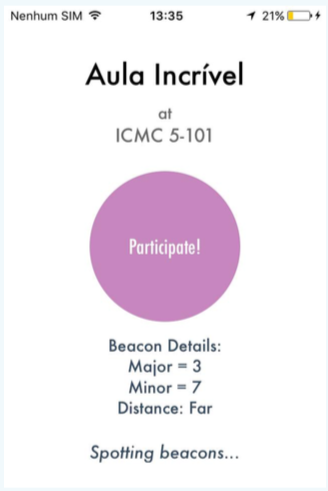 Nenhum SIM 13:35 21%
Aula Incrível
at
ICMC 5-101
Participate!
Beacon Details:
Major = 3
Minor = 7
Distance: Far
Spotting beacons...